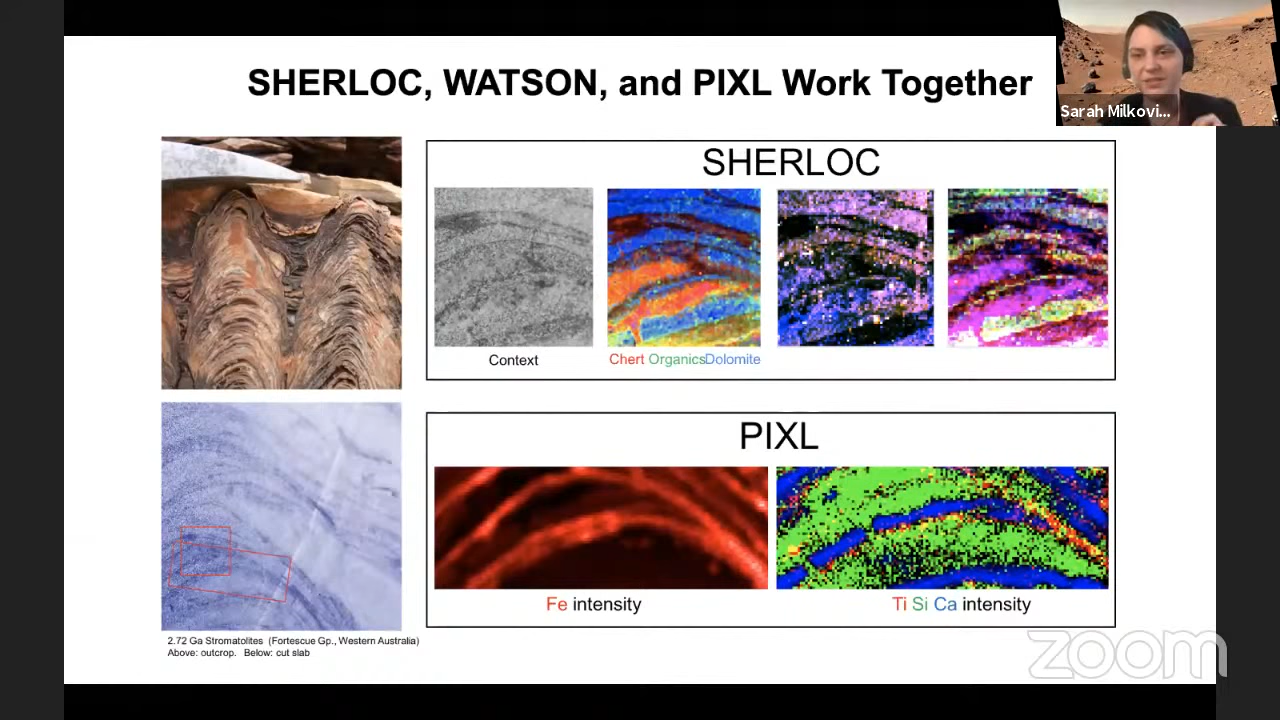 SHERLOC, WATSON, and PIXL Work Together
Sarah Milkovi...
SHERLOC
Context
Chert Organics Dolomite
PIXL
Fe intensity
Ti Si Ca intensity
2.72 Ga Stromatolites (Fortescue Gp., Western Australia)
Above: outcrop. Below: cut slab
zoom